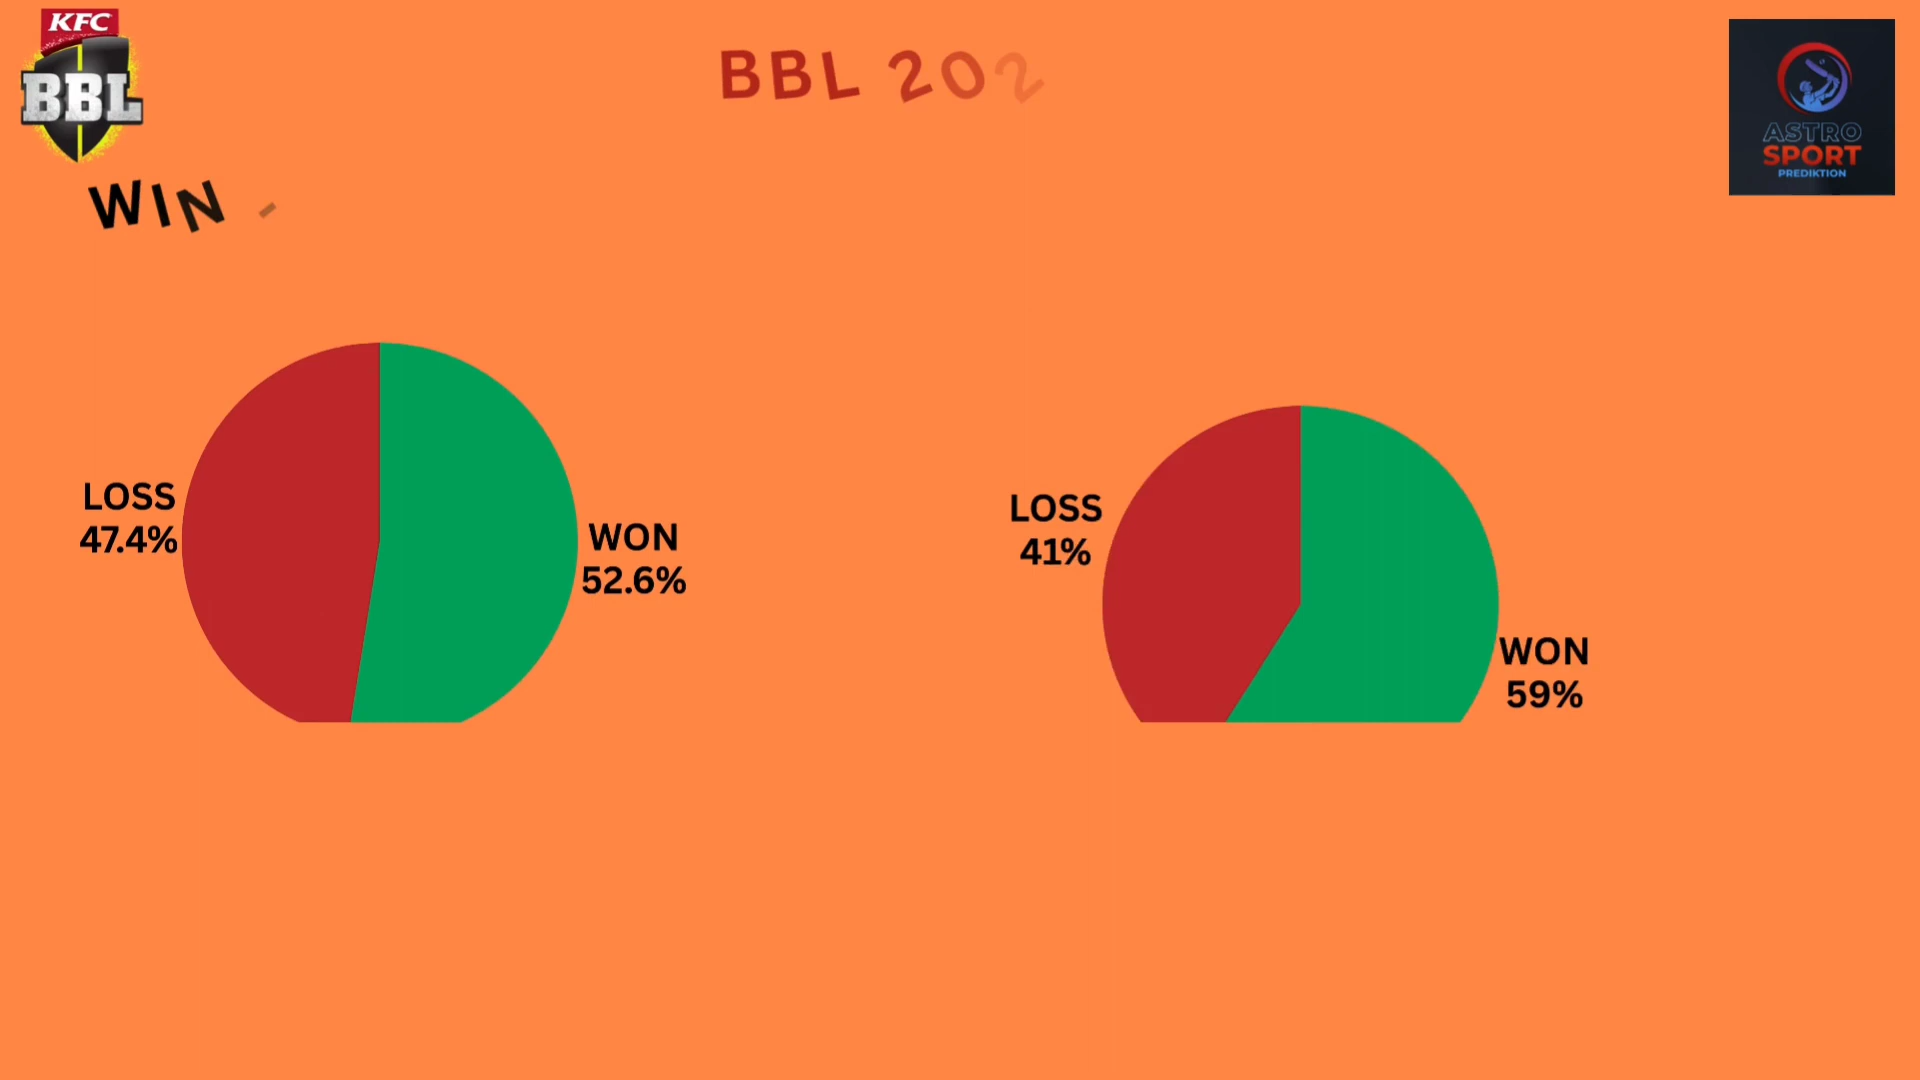 KFC
BBL
BBL 202
ASTRO
SPORT
PREDIKTION
WIN -
LOSS
47.4%
WON
52.6%
LOSS
41%
WON
59%